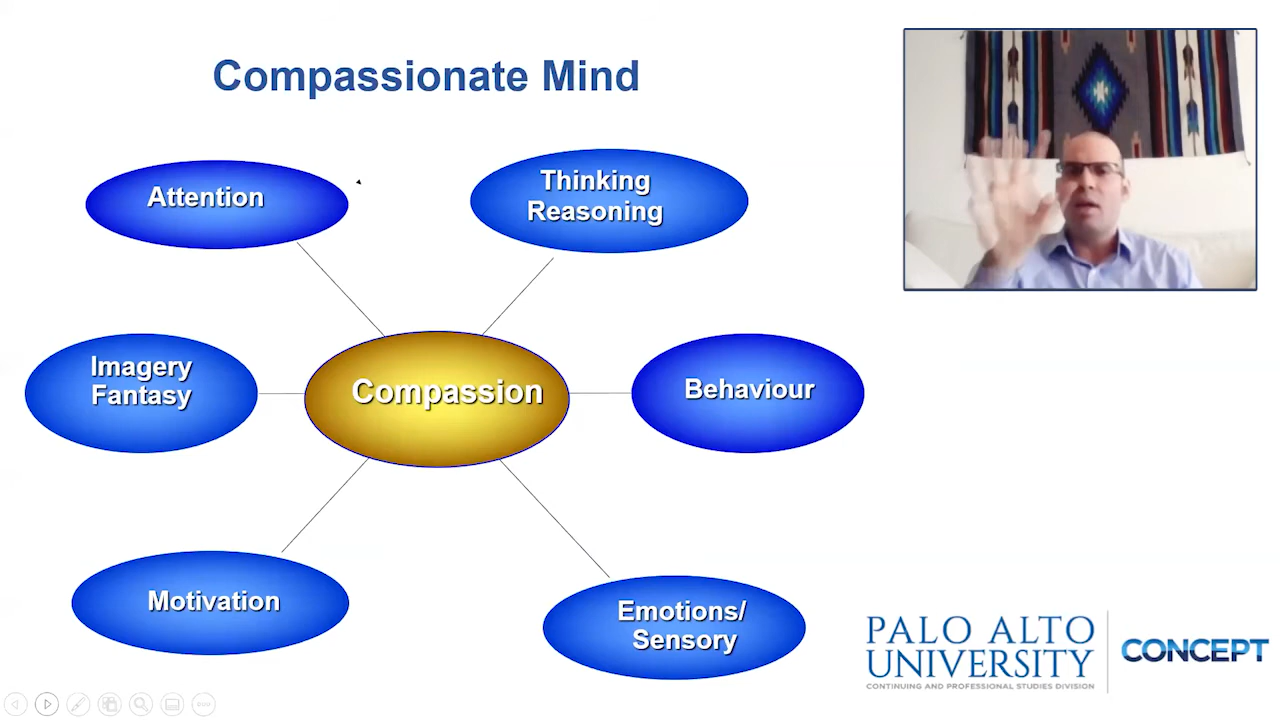 Compassionate Mind
Attention
Thinking
Reasoning
Imagery
Fantasy
Compassion
Behaviour
Motivation
Emotions/
Sensory
PALO ALTO
UNIVERSITY
CONTINUING AND PROFESSIONAL STUDIES DIVISION
CONCEPT